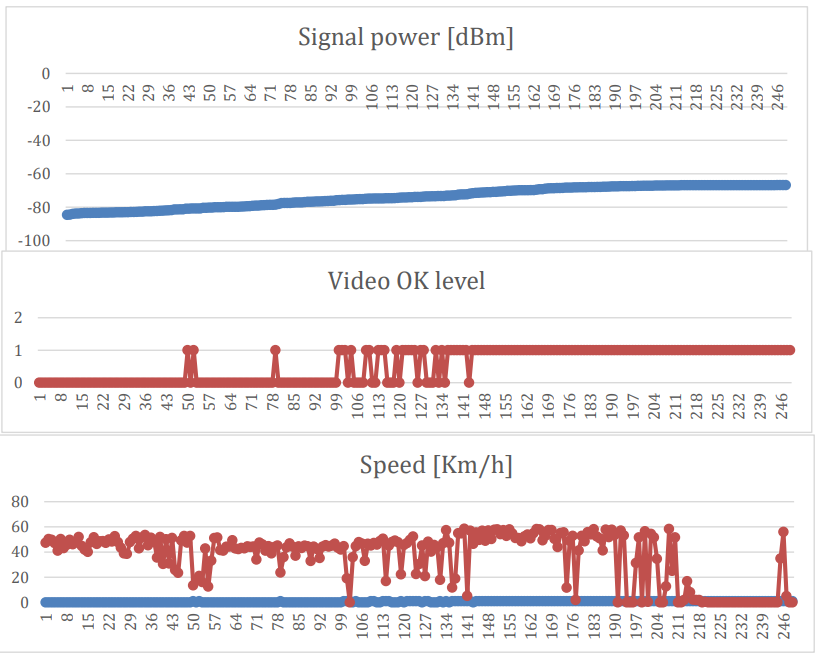 Signal power [dBm]
0
1 8 15 22 29 36 43 50 57 64 71 78 85 92 99 106 113 120 127 134 141 148 155 162 169 176 183 190 197 204 211 218 225 232 239 246
-20
-40
-60
-80
-100
Video OK level
2
1
0
1 8 15 22 29 36 43 50 57 64 71 78 85 92 99 106 113 120 127 134 141 148 155 162 169 176 183 190 197 204 211 218 225 232 239 246
Speed [Km/h]
80
60
40
20
0
1 8 15 22 29 36 43 50 57 64 71 78 85 92 99 106 113 120 127 134 141 148 155 162 169 176 183 190 197 204 211 218 225 232 239 246